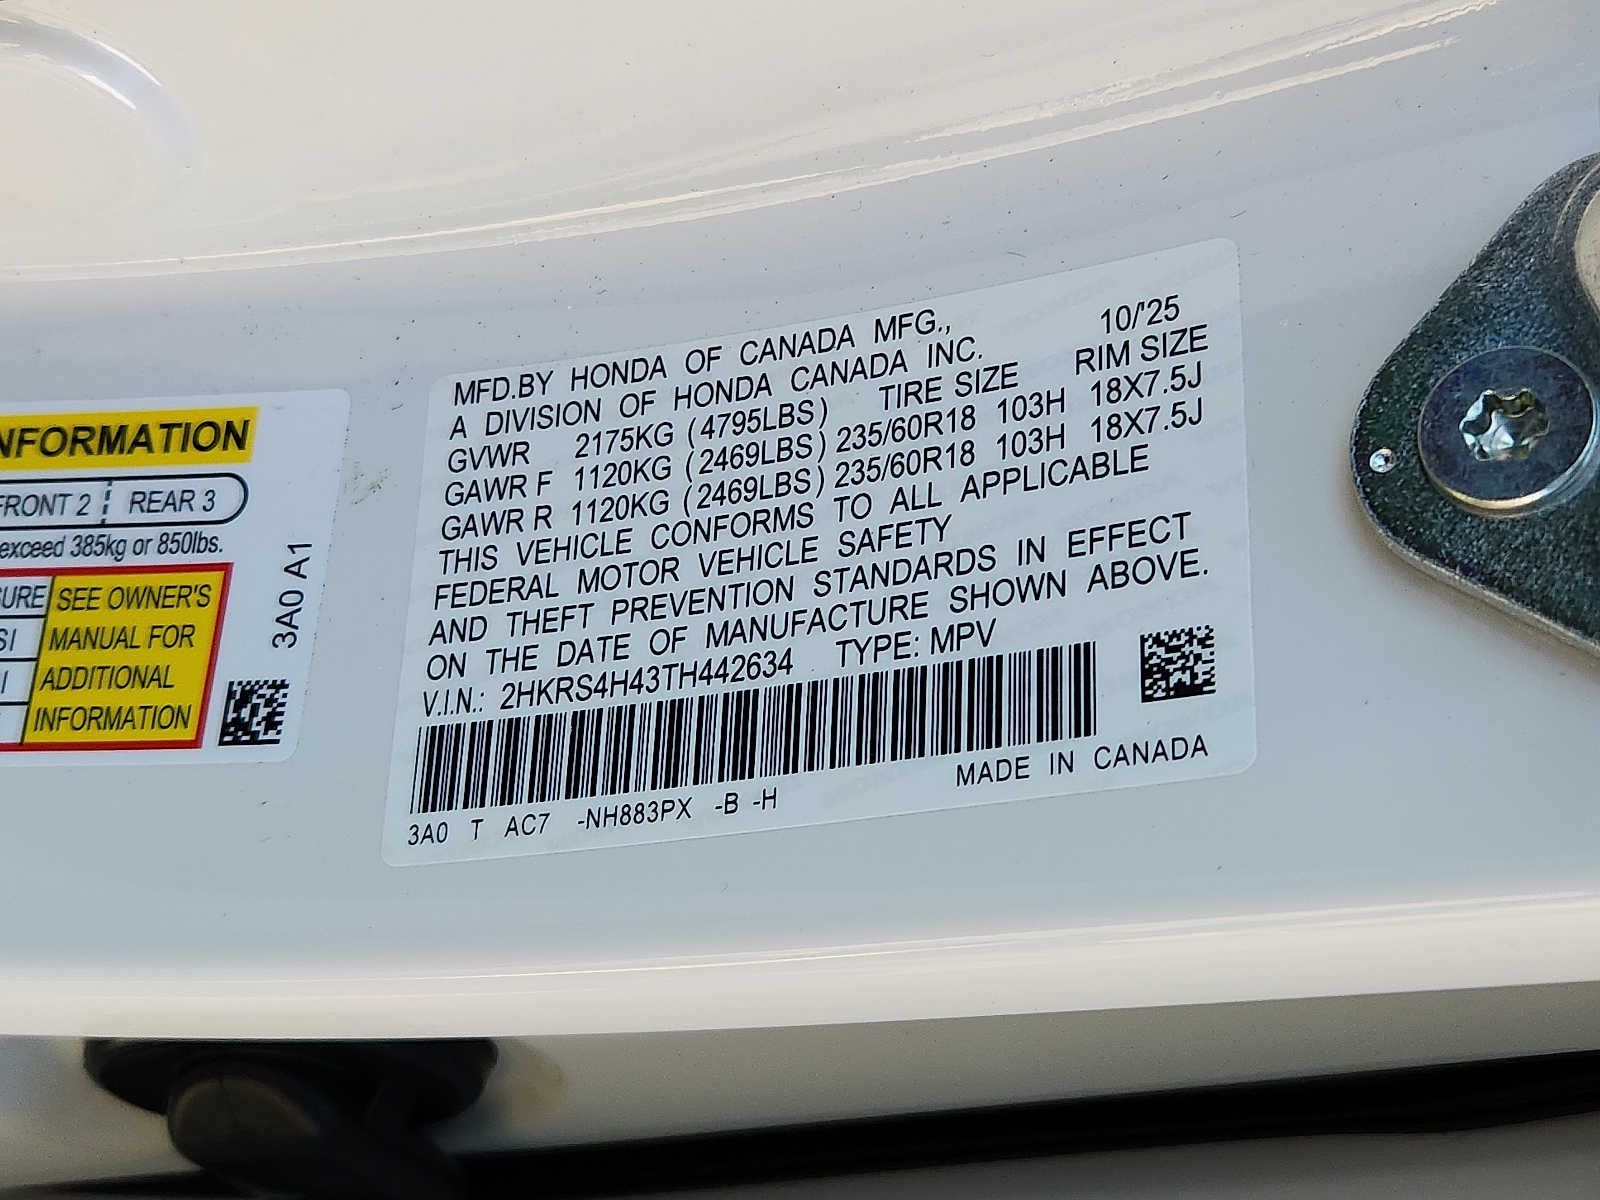 NFORMATION
FRONT 2 REAR 3
exceed 385kg or 850lbs.
SEE OWNER'S
MANUAL FOR
ADDITIONAL
INFORMATION
3A0 A1
MFD.BY HONDA OF CANADA MFG., 10/'25
A DIVISION OF HONDA CANADA INC.
GVWR 2175KG (4795LBS) TIRE SIZE RIM SIZE
GAWR F 1120KG (2469LBS) 235/60R18 103H 18X7.5J
GAWR R 1120KG (2469LBS) 235/60R18 103H 18X7.5J
THIS VEHICLE CONFORMS TO ALL APPLICABLE
FEDERAL MOTOR VEHICLE SAFETY
AND THEFT PREVENTION STANDARDS IN EFFECT
ON THE DATE OF MANUFACTURE SHOWN ABOVE.
V.I.N.: 2HKRS4H43TH442634 TYPE: MPV
MADE IN CANADA
3A0 T AC7 -NH883PX -B -H